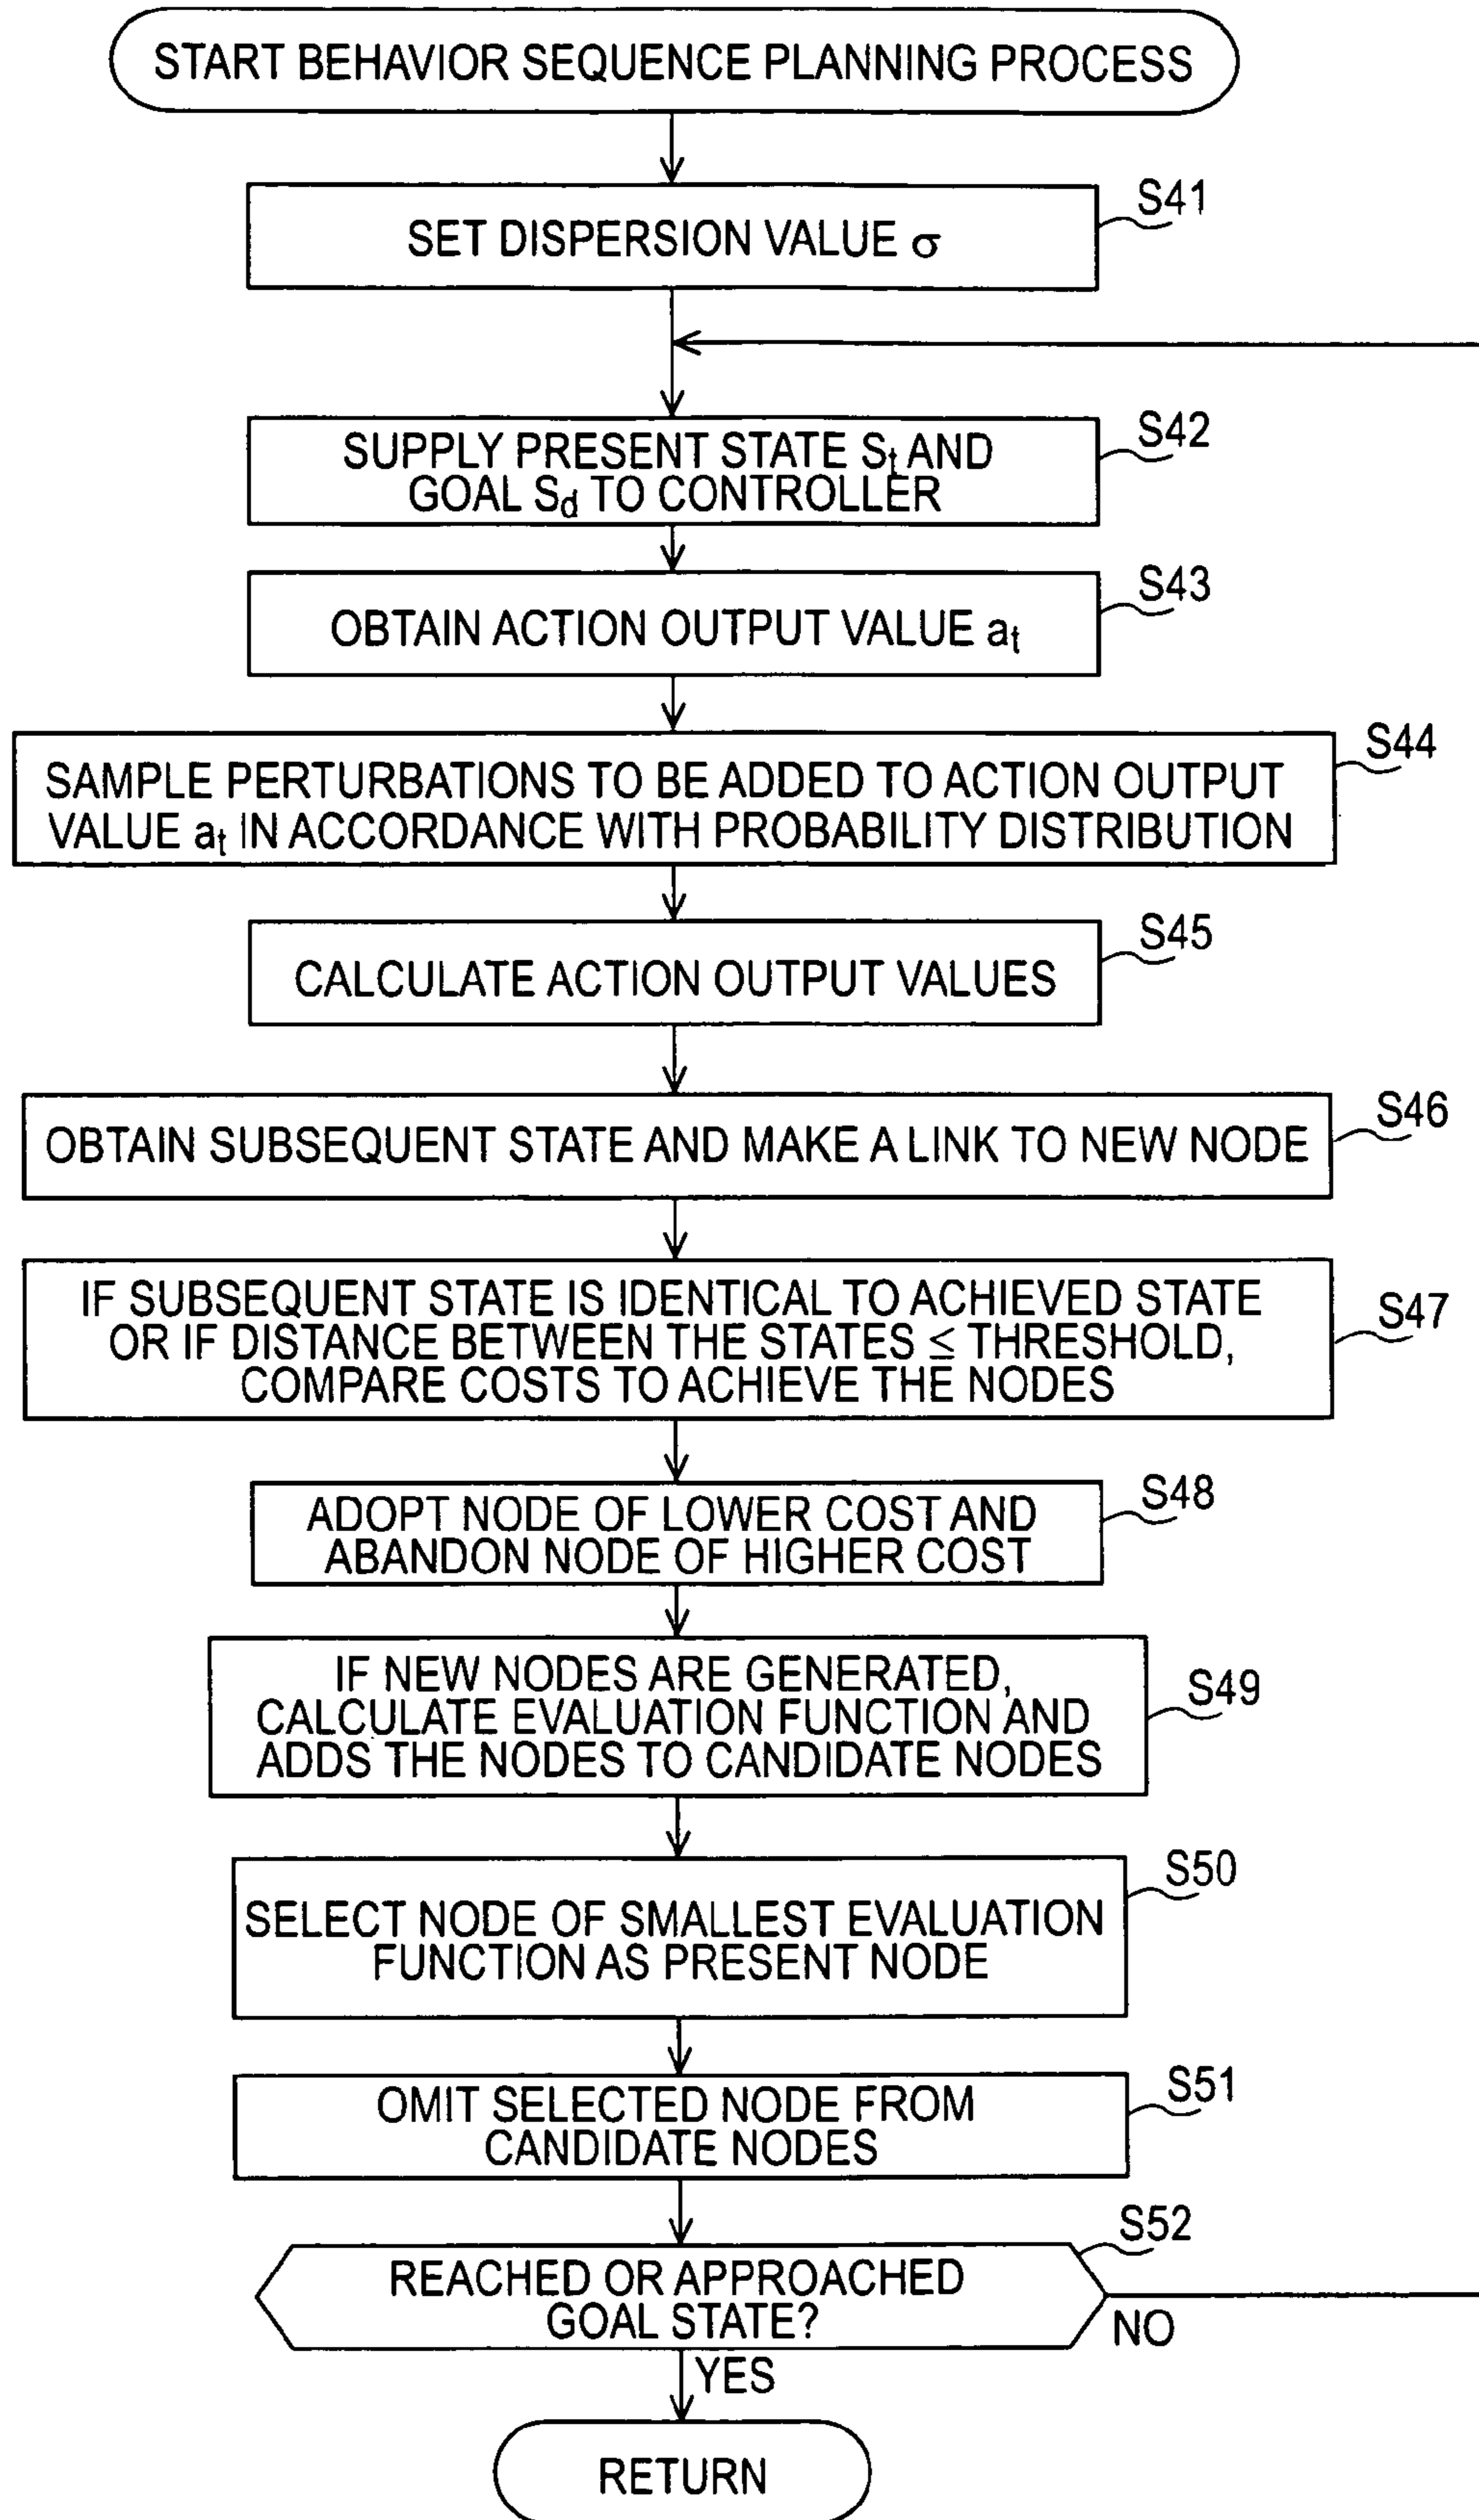 START BEHAVIOR SEQUENCE PLANNING PROCESS
S41
SET DISPERSION VALUE σ
S42
SUPPLY PRESENT STATE St AND
GOAL Sd TO CONTROLLER
S43
OBTAIN ACTION OUTPUT VALUE at
S44
SAMPLE PERTURBATIONS TO BE ADDED TO ACTION OUTPUT
VALUE at IN ACCORDANCE WITH PROBABILITY DISTRIBUTION
S45
CALCULATE ACTION OUTPUT VALUES
S46
OBTAIN SUBSEQUENT STATE AND MAKE A LINK TO NEW NODE
S47
IF SUBSEQUENT STATE IS IDENTICAL TO ACHIEVED STATE
OR IF DISTANCE BETWEEN THE STATES ≦ THRESHOLD,
COMPARE COSTS TO ACHIEVE THE NODES
S48
ADOPT NODE OF LOWER COST AND
ABANDON NODE OF HIGHER COST
S49
IF NEW NODES ARE GENERATED,
CALCULATE EVALUATION FUNCTION AND
ADDS THE NODES TO CANDIDATE NODES
S50
SELECT NODE OF SMALLEST EVALUATION
FUNCTION AS PRESENT NODE
S51
OMIT SELECTED NODE FROM
CANDIDATE NODES
S52
REACHED OR APPROACHED
GOAL STATE?
NO
YES
RETURN